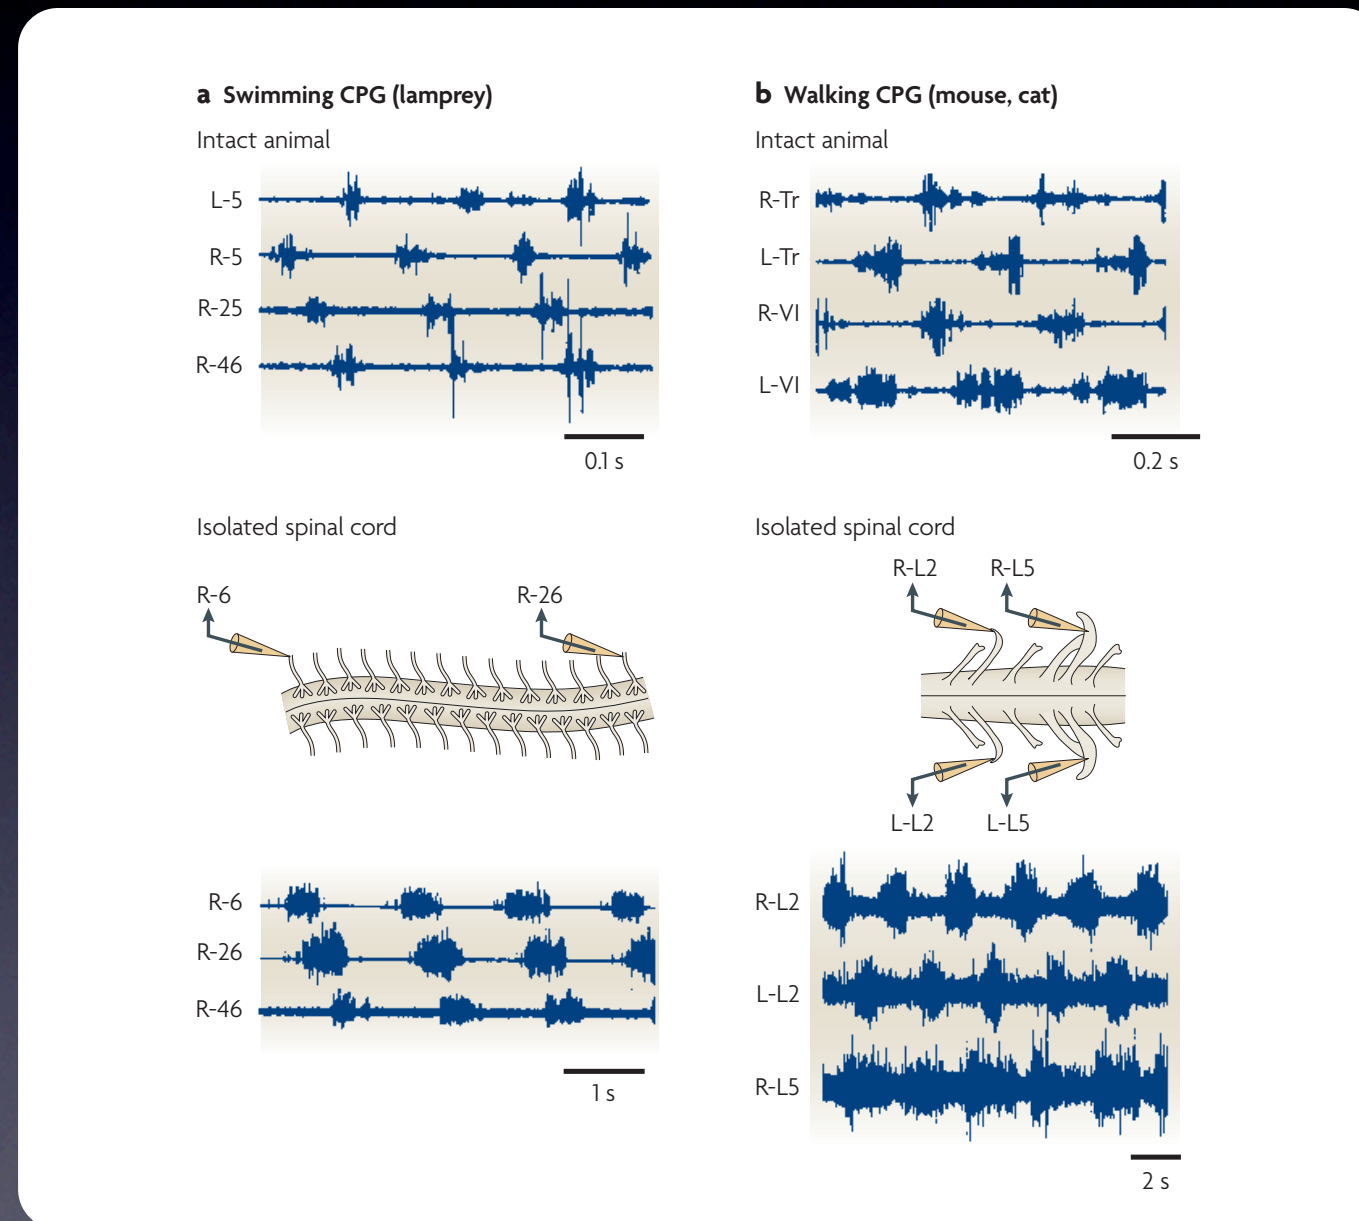 a Swimming CPG (lamprey)
Intact animal
L-5
R-5
R-25
R-46
0.1 s
Isolated spinal cord
R-6
R-26
R-6
R-26
R-46
1 s
b Walking CPG (mouse, cat)
Intact animal
R-Tr
L-Tr
R-Vl
L-Vl
0.2 s
Isolated spinal cord
R-L2 R-L5
L-L2 L-L5
R-L2
L-L2
R-L5
2 s